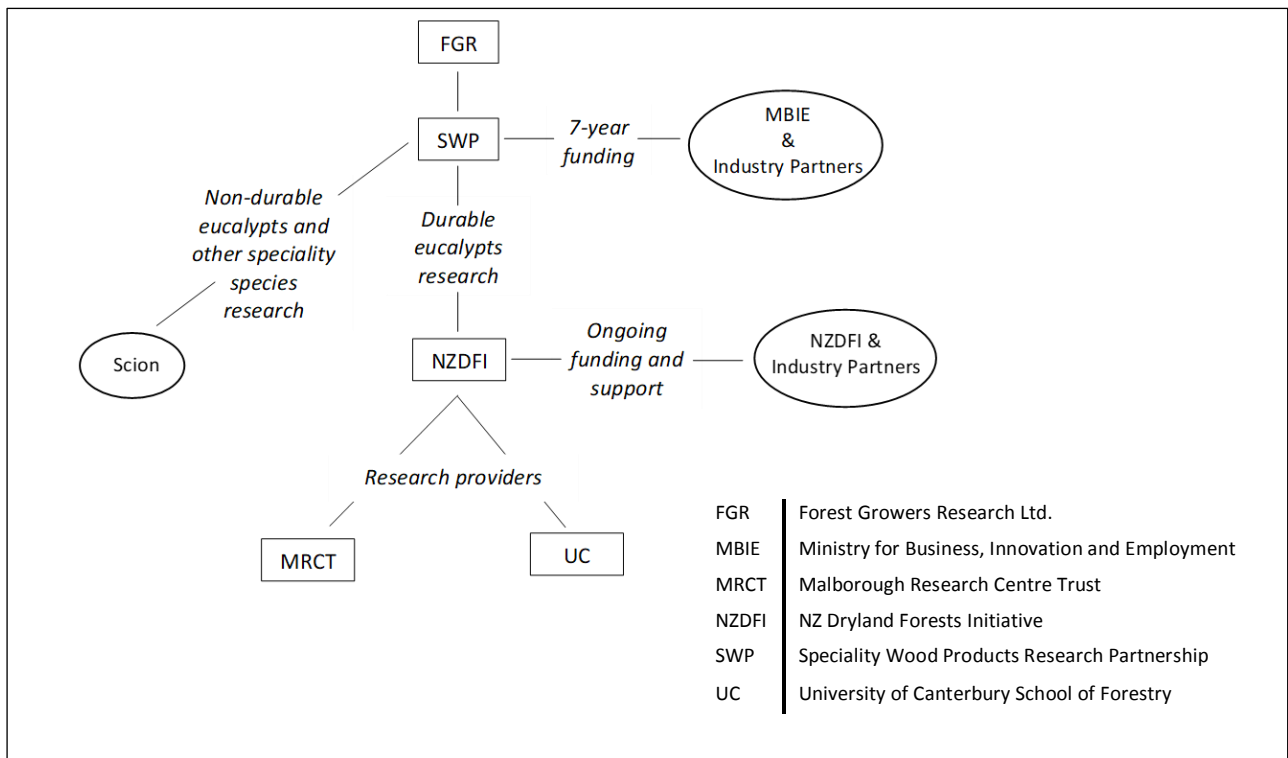 FGR
SWP
7-year
funding
MBIE
&
Industry Partners
Non-durable
eucalypts and
other speciality
species
research
Durable
eucalypts
research
Scion
NZDFI
Ongoing
funding and
support
NZDFI &
Industry Partners
Research providers
MRCT
UC
FGR Forest Growers Research Ltd.
MBIE Ministry for Business, Innovation and Employment
MRCT Malborough Research Centre Trust
NZDFI NZ Dryland Forests Initiative
SWP Speciality Wood Products Research Partnership
UC University of Canterbury School of Forestry